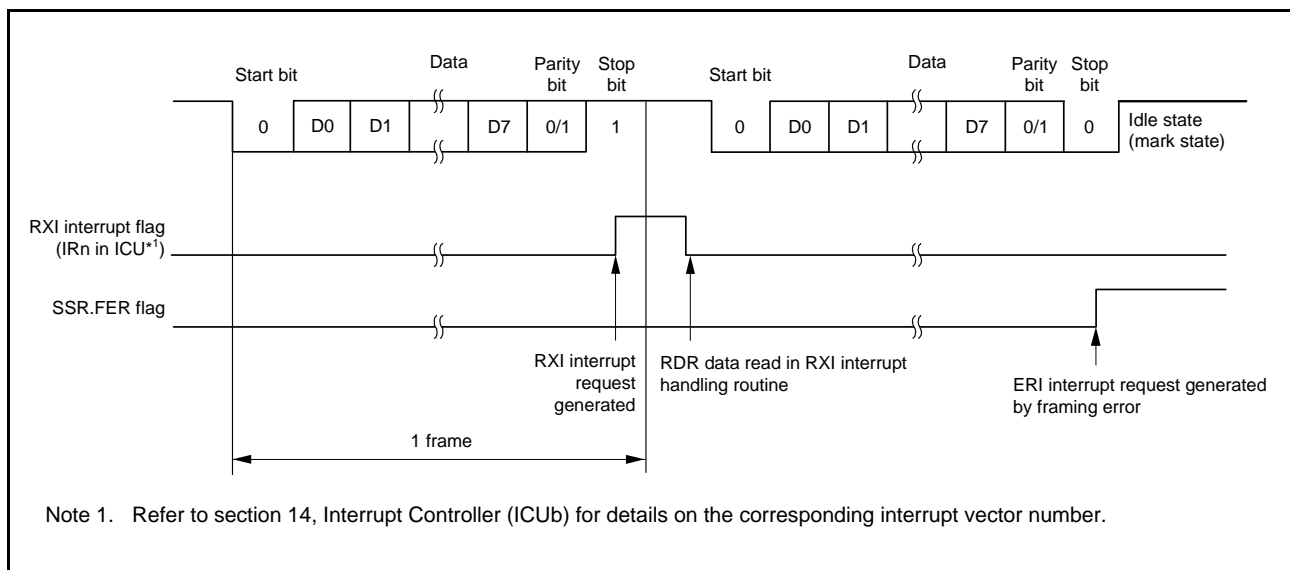 Start bit
Data
Parity bit
Stop bit
Start bit
Data
Parity bit
Stop bit
0 D0 D1 D7 0/1 1 0 D0 D1 D7 0/1 0
Idle state
(mark state)
RXI interrupt flag
(IRn in ICU*1)
SSR.FER flag
RXI interrupt
request
generated
RDR data read in RXI interrupt
handling routine
ERI interrupt request generated
by framing error
1 frame
Note 1. Refer to section 14, Interrupt Controller (ICUb) for details on the corresponding interrupt vector number.